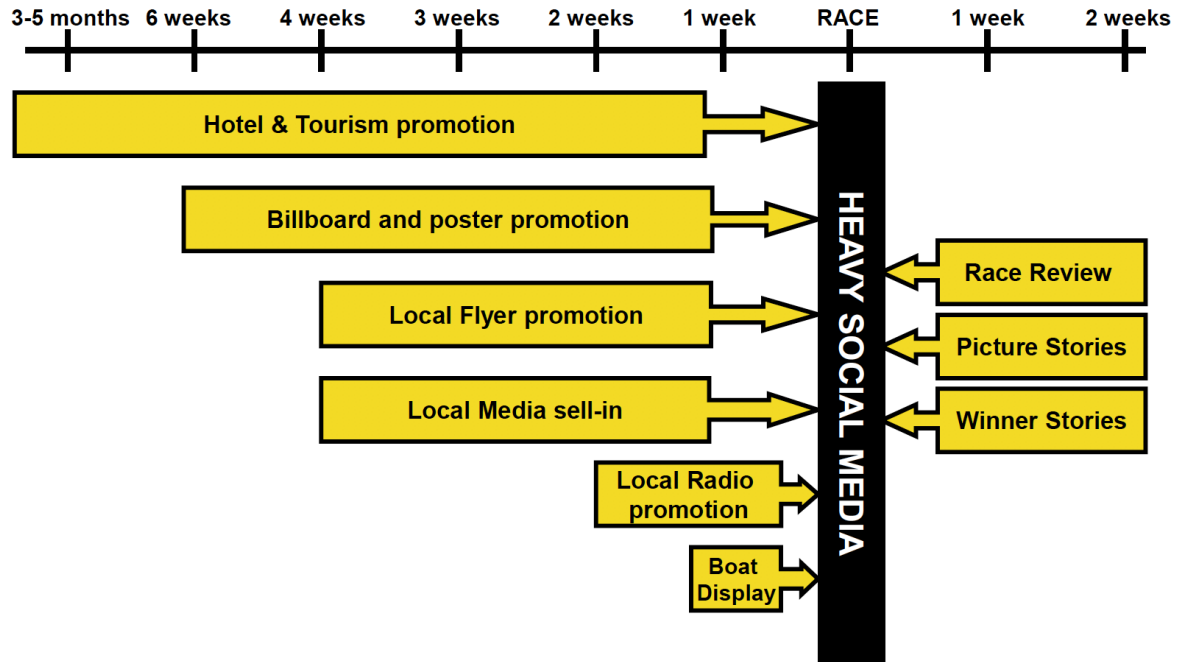 3-5 months 6 weeks 4 weeks 3 weeks 2 weeks 1 week RACE 1 week 2 weeks
Hotel & Tourism promotion
Billboard and poster promotion
Local Flyer promotion
Local Media sell-in
Local Radio
promotion
Boat
Display
HEAVY SOCIAL MEDIA
Race Review
Picture Stories
Winner Stories